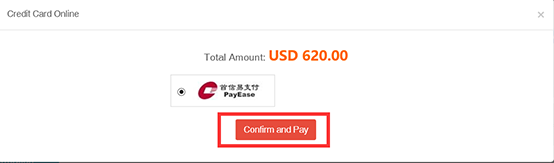 Credit Card Online
×
Total Amount: USD 620.00
首信易支付
PayEase
Confirm and Pay